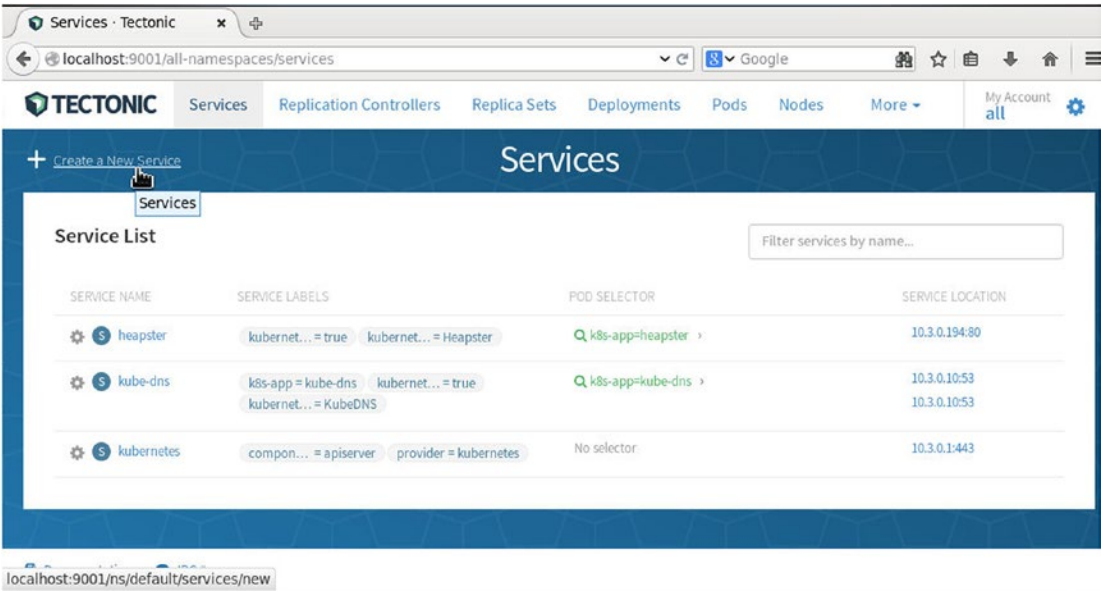 Services · Tectonic
localhost:9001/all-namespaces/services
Google
TECTONIC Services Replication Controllers Replica Sets Deployments Pods Nodes More My Account all
Create a New Service
Services
Services
Service List
Filter services by name...
SERVICE NAME SERVICE LABELS POD SELECTOR SERVICE LOCATION
S heapster kubernet... = true kubernet... = Heapster k8s-app=heapster › 10.3.0.194:80
S kube-dns k8s-app = kube-dns kubernet... = true k8s-app=kube-dns › 10.3.0.10:53
kubernet... = KubeDNS 10.3.0.10:53
S kubernetes compon... = apiserver provider = kubernetes No selector 10.3.0.1:443
localhost:9001/ns/default/services/new